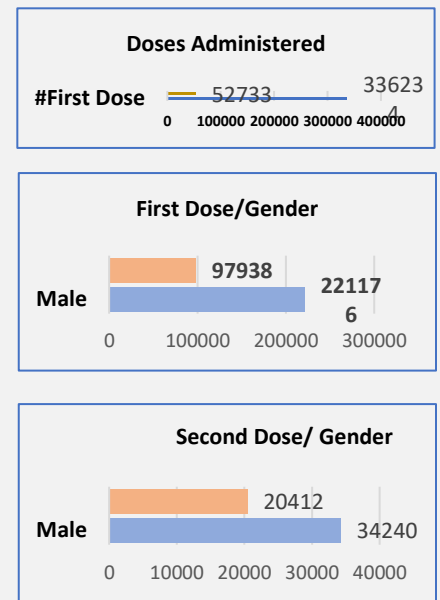 Doses Administered
33623
#First Dose 52733 4
0 100000 200000 300000 400000
First Dose/Gender
97938
22117
Male 6
0 100000 200000 300000
Second Dose/ Gender
20412
Male 34240
0 10000 20000 30000 40000